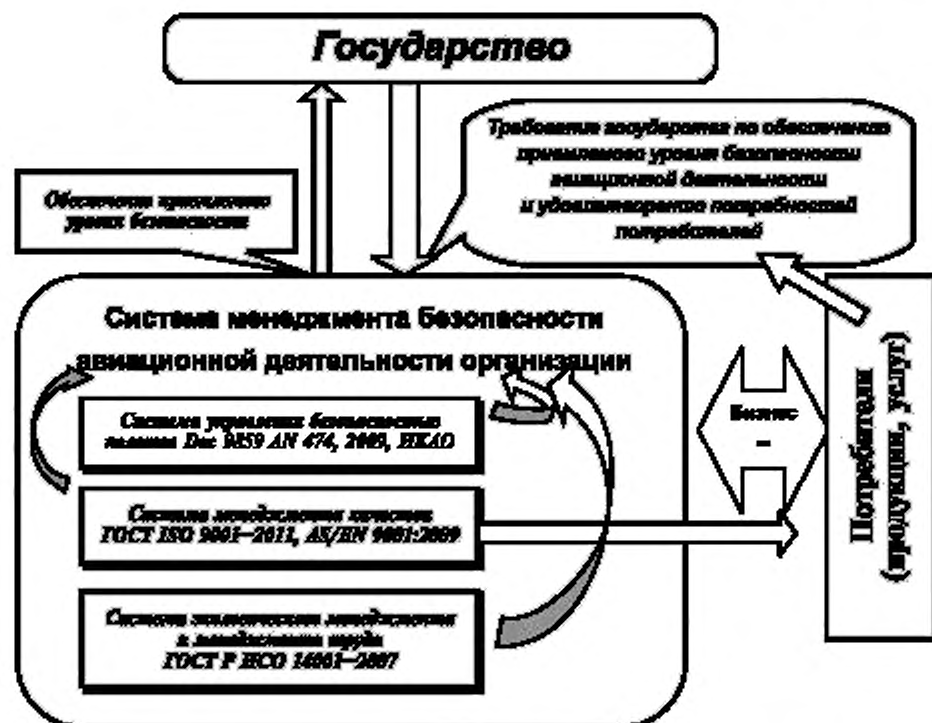 Государство
Требования государства по обеспечению
приемлемого уровня безопасности
авиационной деятельности
и удовлетворению потребностей
потребителей
Обеспечение приемлемого
уровня безопасности
Система менеджмента безопасности
авиационной деятельности организации
Система управления безопасностью
полетов Doc 9859 AN 474, 2009, ИКАО
Система менеджмента качества
ГОСТ ISO 9001–2011, AS/EN 9001:2009
Система экологического менеджмента
и менеджмента труда
ГОСТ Р ИСО 14001–2007
Бизнес
–
Потребители
(продукции, услуг)